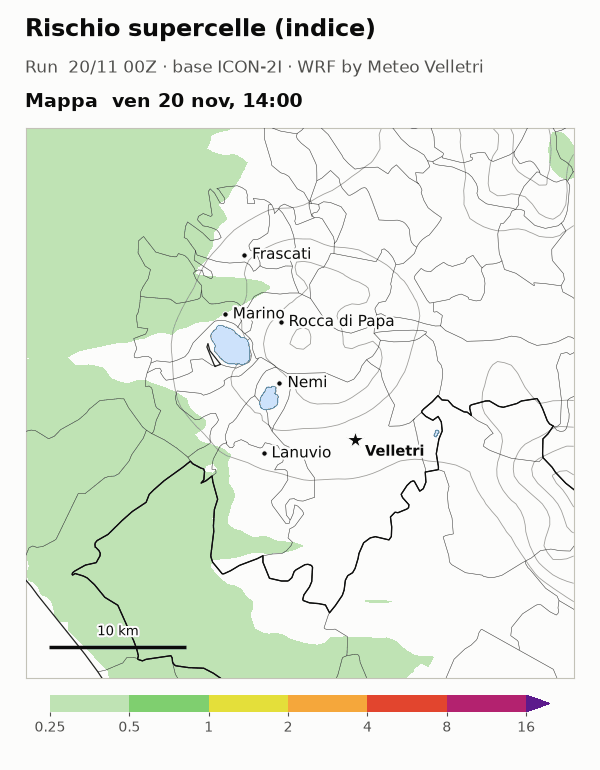 Rischio supercelle (indice)
Run  20/11 00Z · base ICON-2I · WRF by Meteo Velletri
Mappa  ven 20 nov, 14:00
Frascati
Marino
Rocca di Papa
Nemi
Velletri
Lanuvio
10 km
0.25 0.5 1 2 4 8 16